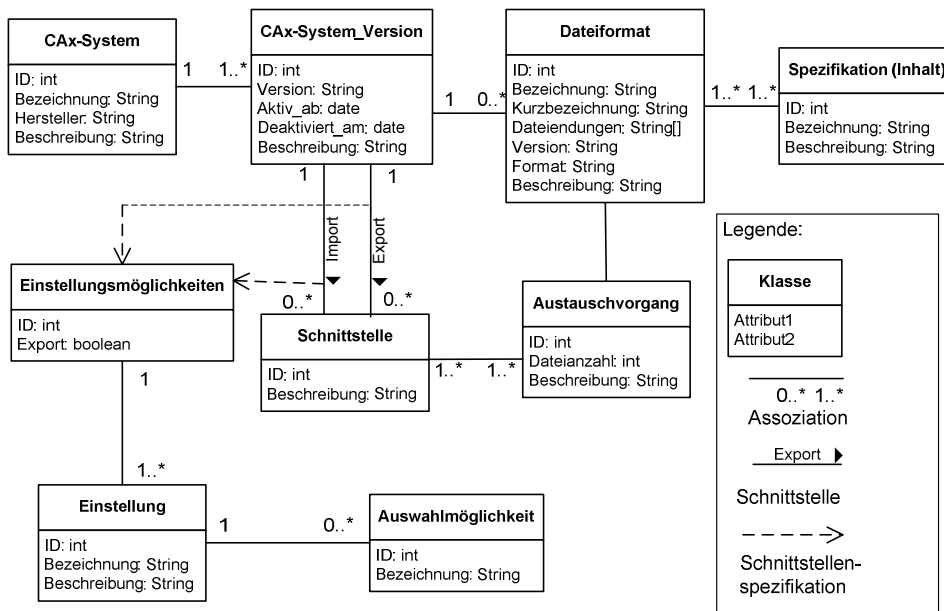 CAx-System
ID: int
Bezeichnung: String
Hersteller: String
Beschreibung: String
1
1..*
CAx-System_Version
ID: int
Version: String
Aktiv_ab: date
Deaktiviert_am: date
Beschreibung: String
1
0..*
Dateiformat
ID: int
Bezeichnung: String
Kurzbezeichnung: String
Dateiendungen: String[]
Version: String
Format: String
Beschreibung: String
1..*
1..*
Spezifikation (Inhalt)
ID: int
Bezeichnung: String
Beschreibung: String
1
1
Import
Export
0..*
0..*
Einstellungsmöglichkeiten
ID: int
Export: boolean
1
1..*
Schnittstelle
ID: int
Beschreibung: String
1..*
1..*
Austauschvorgang
ID: int
Dateianzahl: int
Beschreibung: String
Einstellung
ID: int
Bezeichnung: String
Beschreibung: String
1
0..*
Auswahlmöglichkeit
ID: int
Bezeichnung: String
Legende:
Klasse
Attribut1
Attribut2
0..* 1..*
Assoziation
Export
Schnittstelle
Schnittstellen-
spezifikation